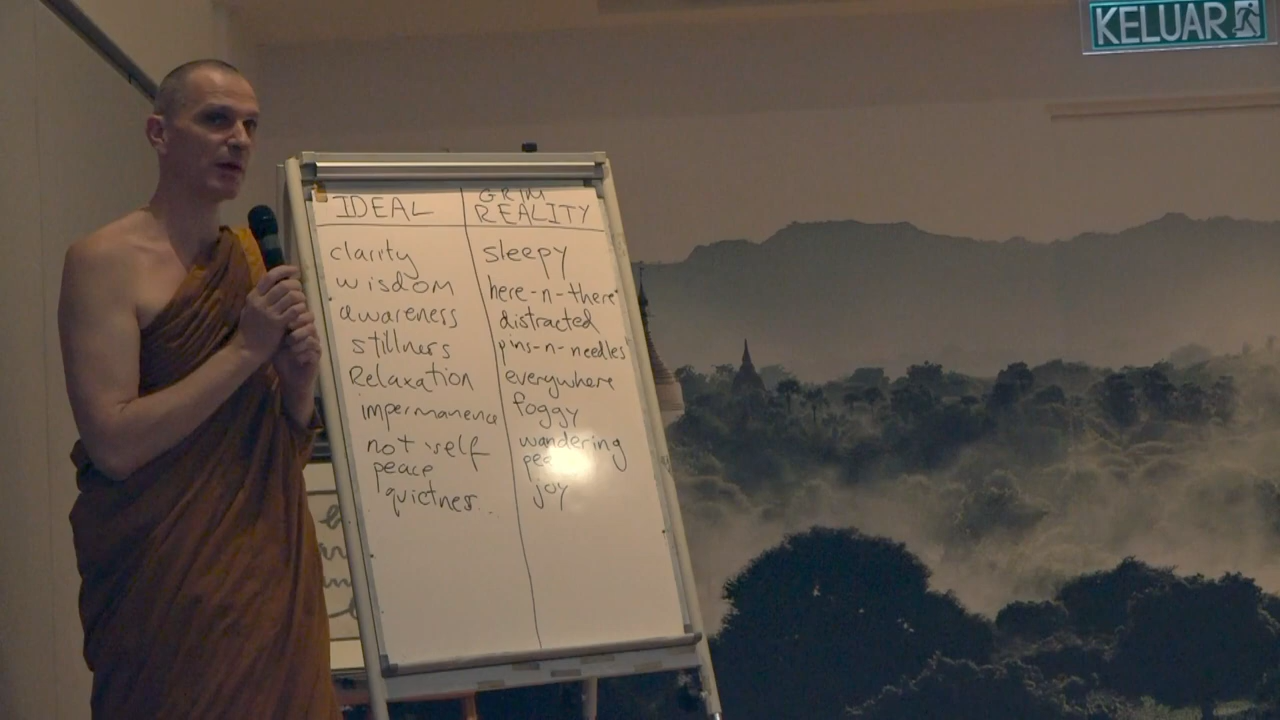 KELUAR
IDEAL
clarity
wisdom
awareness
stillness
Relaxation
impermanence
not self
peace
quietness..
GRIM
REALITY
sleepy
here-n-there
distracted
pins-n-needles
everywhere
foggy
wandering
joy